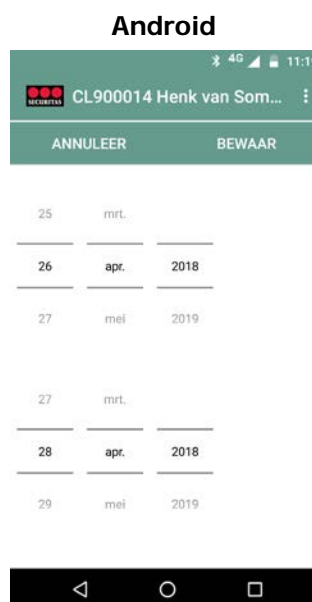 Android
4G 11:1
SECURITAS CL900014 Henk van Som...
ANNULEER BEWAAR
25 mrt.
26 apr. 2018
27 mei 2019
27 mrt.
28 apr. 2018
29 mei 2019